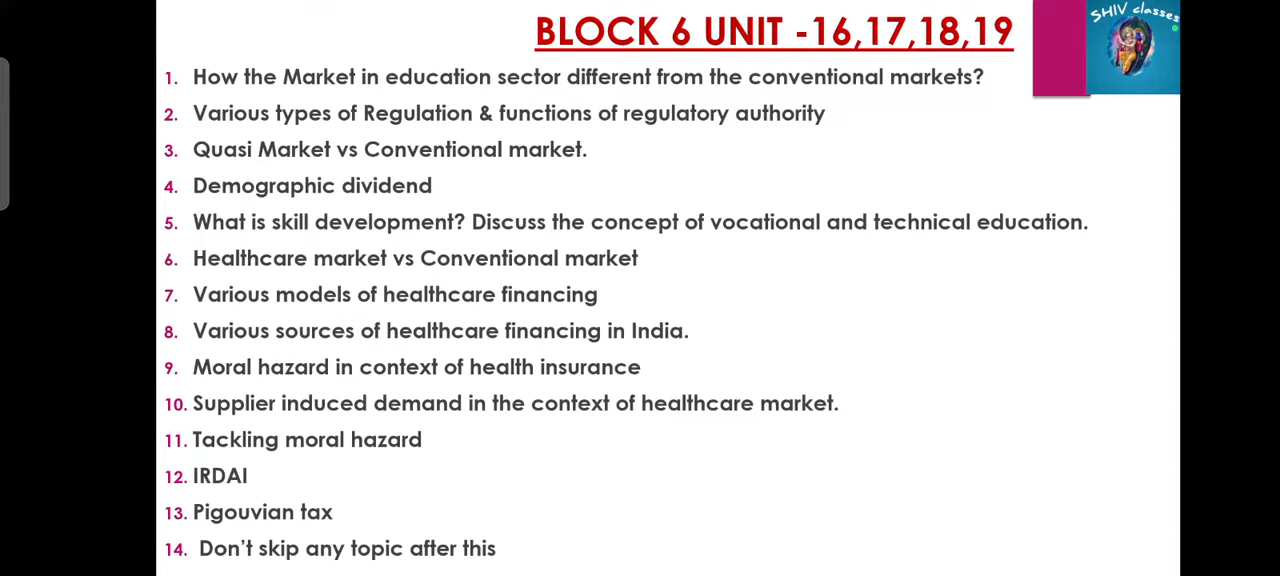 SHIV classes
BLOCK 6 UNIT -16,17,18,19
1. How the Market in education sector different from the conventional markets?
2. Various types of Regulation & functions of regulatory authority
3. Quasi Market vs Conventional market.
4. Demographic dividend
5. What is skill development? Discuss the concept of vocational and technical education.
6. Healthcare market vs Conventional market
7. Various models of healthcare financing
8. Various sources of healthcare financing in India.
9. Moral hazard in context of health insurance
10. Supplier induced demand in the context of healthcare market.
11. Tackling moral hazard
12. IRDAI
13. Pigouvian tax
14. Don't skip any topic after this